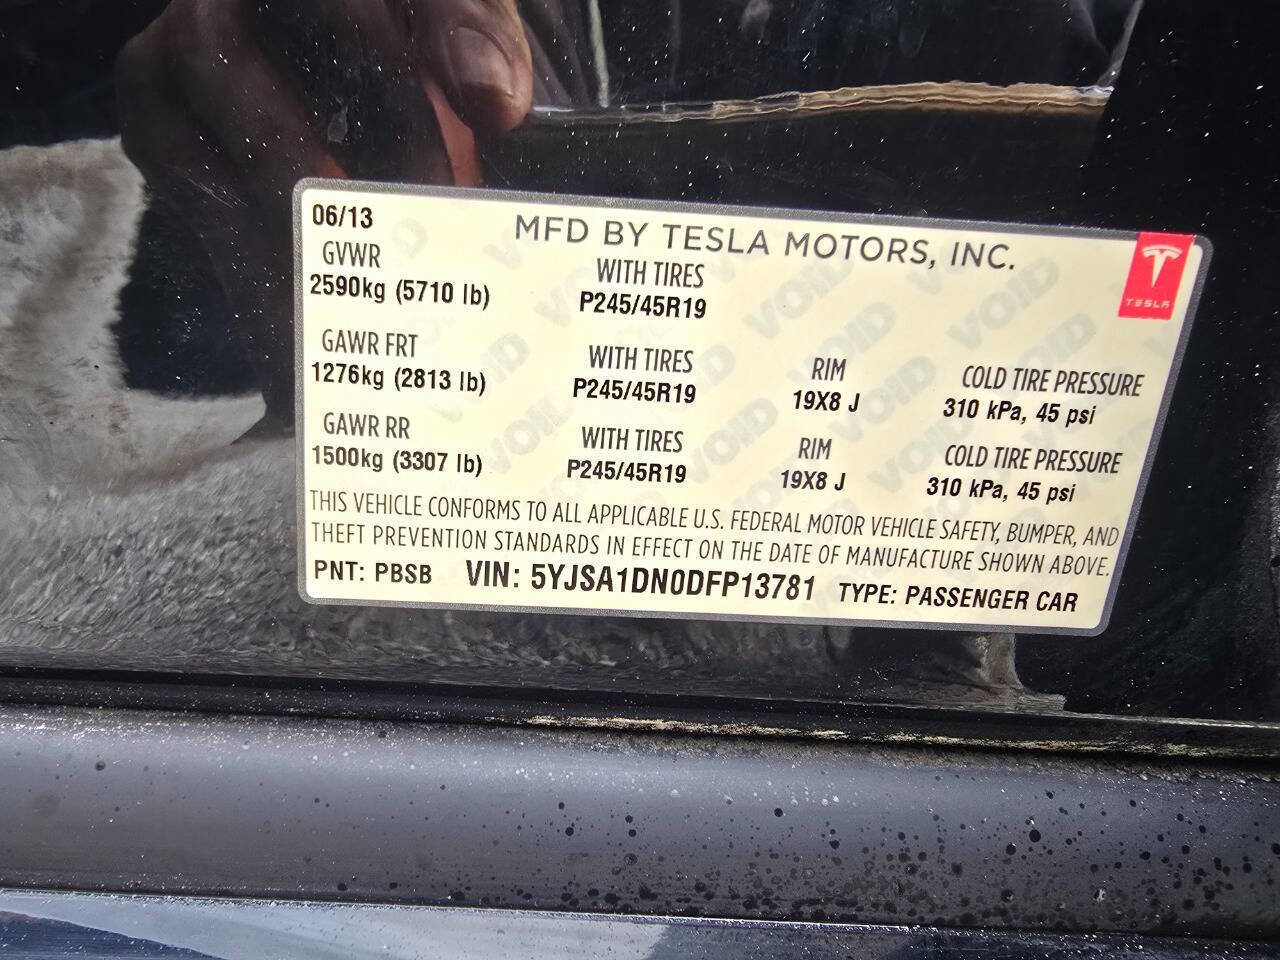 06/13
MFD BY TESLA MOTORS, INC.
TESLA
GVWR WITH TIRES
2590kg (5710 lb) P245/45R19
GAWR FRT WITH TIRES RIM COLD TIRE PRESSURE
1276kg (2813 lb) P245/45R19 19X8 J 310 kPa, 45 psi
GAWR RR WITH TIRES RIM COLD TIRE PRESSURE
1500kg (3307 lb) P245/45R19 19X8 J 310 kPa, 45 psi
THIS VEHICLE CONFORMS TO ALL APPLICABLE U.S. FEDERAL MOTOR VEHICLE SAFETY, BUMPER, AND
THEFT PREVENTION STANDARDS IN EFFECT ON THE DATE OF MANUFACTURE SHOWN ABOVE.
PNT: PBSB VIN: 5YJSA1DN0DFP13781 TYPE: PASSENGER CAR